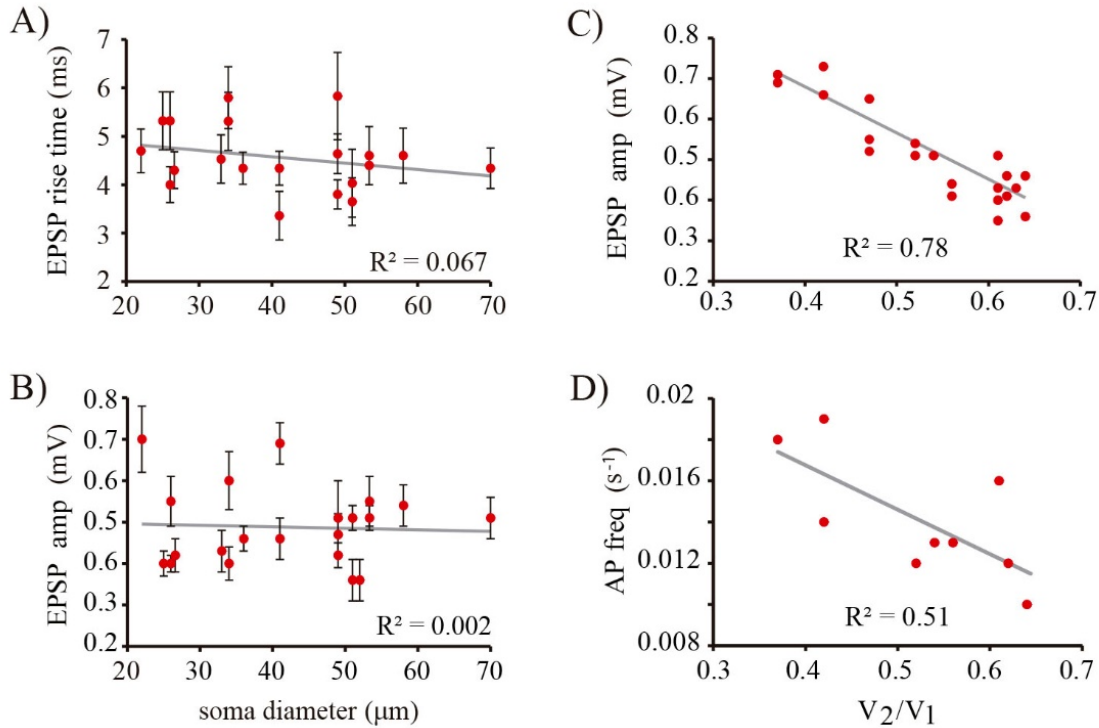 A)
EPSP rise time (ms)
7
6
5
4
3
2
20 30 40 50 60 70
R² = 0.067
B)
EPSP amp (mV)
0.8
0.7
0.5
0.6
0.3
0.2
20 30 40 50 60 70
R² = 0.002
soma diameter (μm)
C)
EPSP amp (mV)
0.8
0.7
0.5
0.6
0.3
0.2
0.3 0.4 0.5 0.6 0.7
R² = 0.78
D)
AP freq (s⁻¹)
0.02
0.016
0.012
0.008
0.3 0.4 0.5 0.6 0.7
R² = 0.51
V₂/V₁